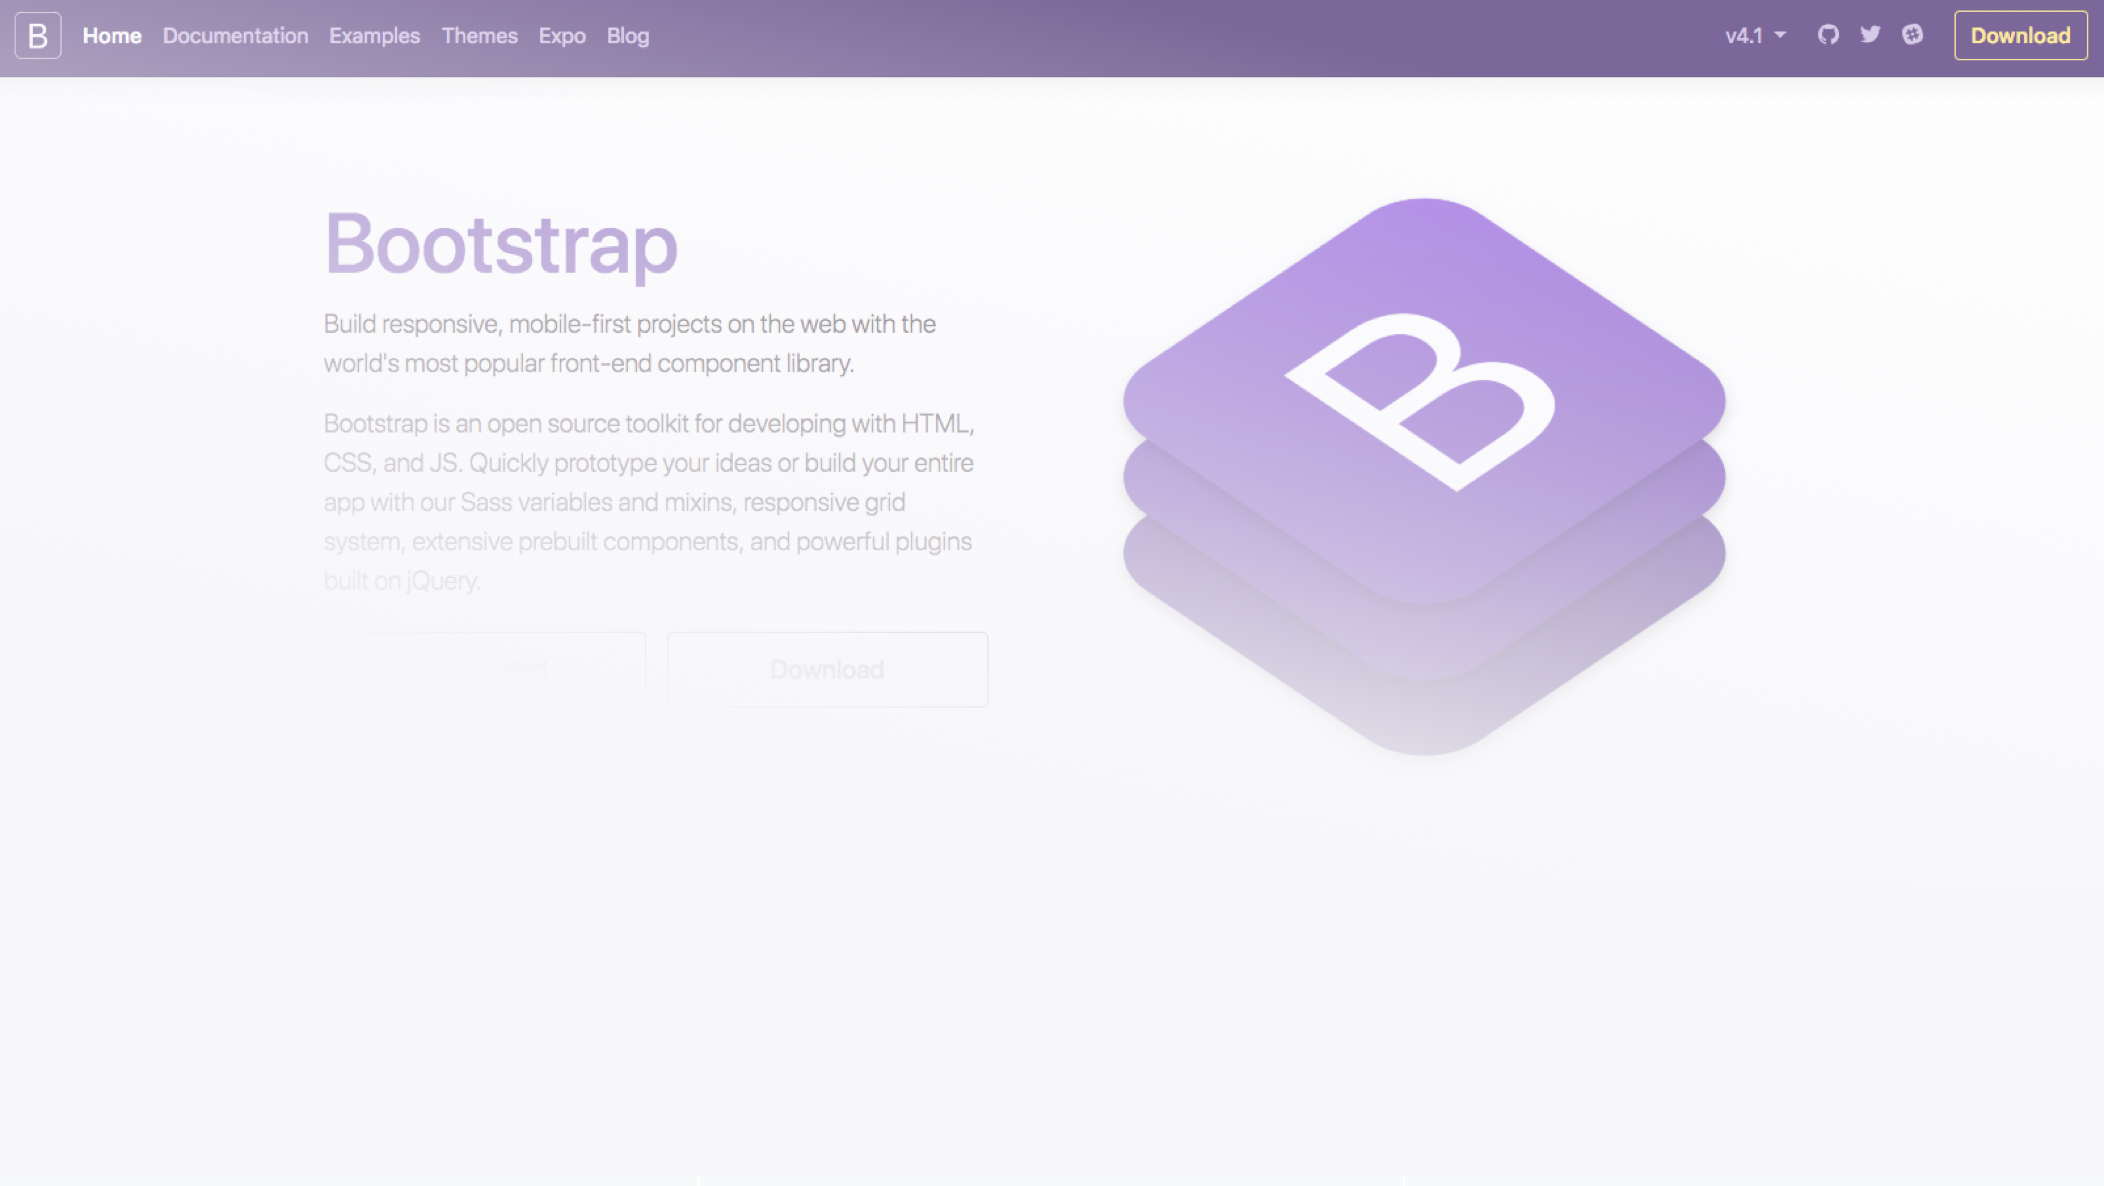 B Home Documentation Examples Themes Expo Blog v4.1 Download
Bootstrap
Build responsive, mobile-first projects on the web with the
world's most popular front-end component library.
Bootstrap is an open source toolkit for developing with HTML,
CSS, and JS. Quickly prototype your ideas or build your entire
app with our Sass variables and mixins, responsive grid
system, extensive prebuilt components, and powerful plugins
built on jQuery.
Download
B